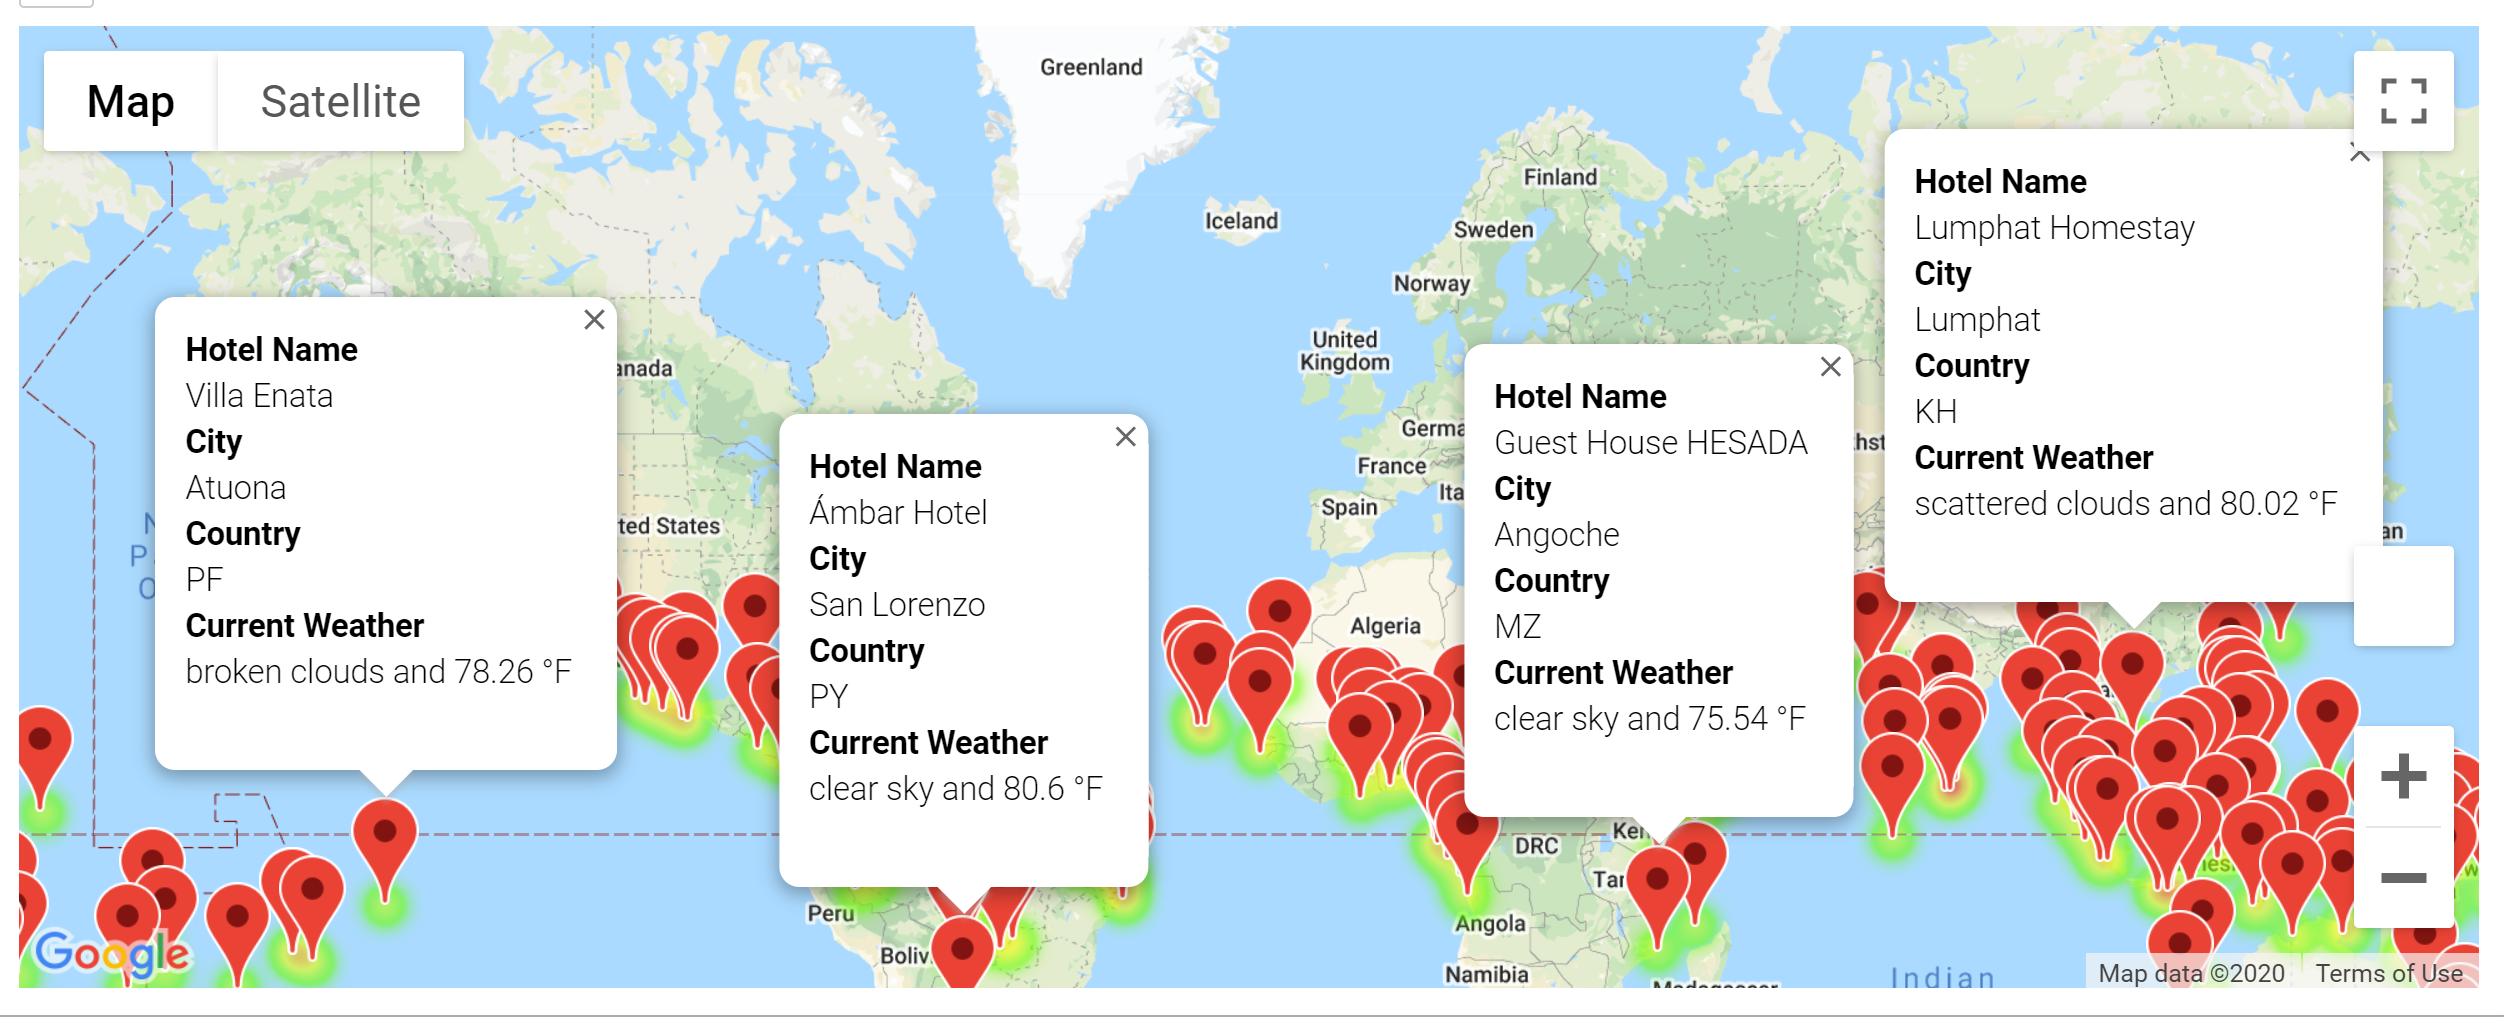 Map
Satellite
Greenland
Finland
Iceland
Sweden
Norway
United
Kingdom
France
Spain
Algeria
DRC
Angola
Namibia
Peru
Indian
Hotel Name
Villa Enata
City
Atuona
Country
PF
Current Weather
broken clouds and 78.26 °F
Hotel Name
Ámbar Hotel
City
San Lorenzo
Country
PY
Current Weather
clear sky and 80.6 °F
Hotel Name
Guest House HESADA
City
Angoche
Country
MZ
Current Weather
clear sky and 75.54 °F
Hotel Name
Lumphat Homestay
City
Lumphat
Country
KH
Current Weather
scattered clouds and 80.02 °F
anada
ted States
Germa
Ita
Boliv
Ken
Tar
Google
Map data ©2020
Terms of Use